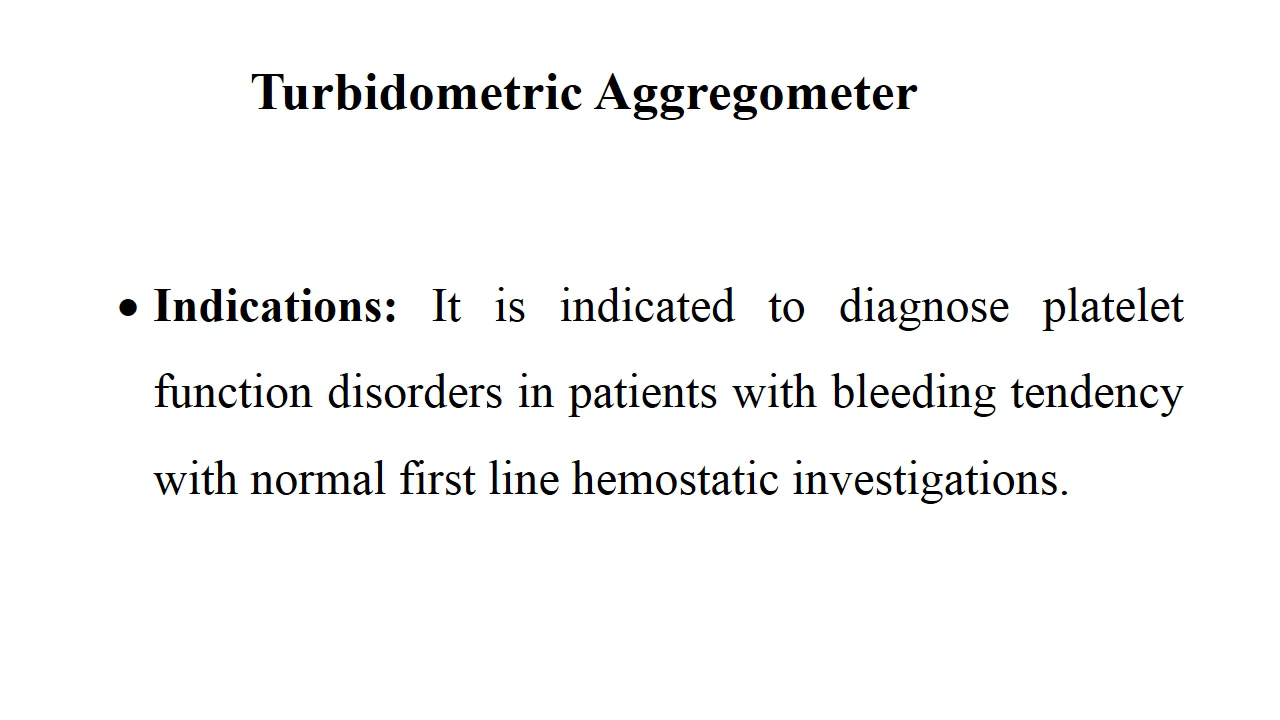 Turbidometric Aggregometer
• Indications: It is indicated to diagnose platelet
function disorders in patients with bleeding tendency
with normal first line hemostatic investigations.